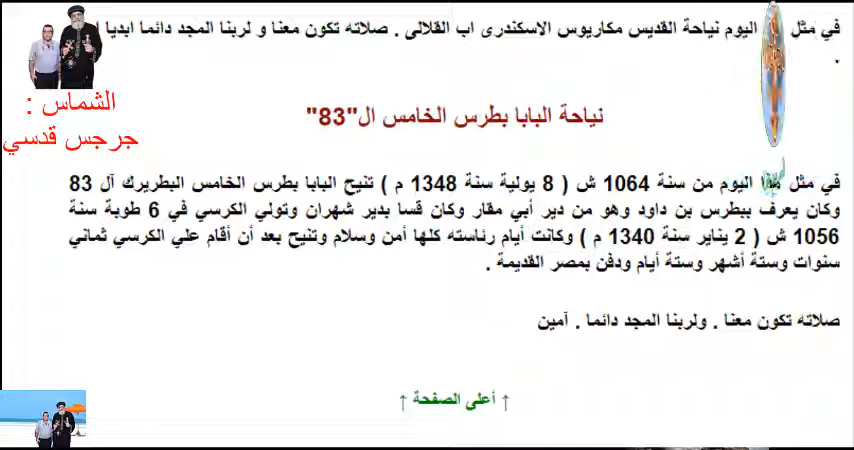 في مثل اليوم نياحة القديس مكاريوس الاسكندرى اب القلالى . صلاته تكون معنا و لربنا المجد دائما ابديا ا
.
الشماس :
جرجس قدسي
نياحة البابا بطرس الخامس ال"83"
في مثل هذا اليوم من سنة 1064 ش ( 8 يولية سنة 1348 م ) تنيح البابا بطرس الخامس البطريرك آل 83
وكان يعرف ببطرس بن داود وهو من دير أبي مقار وكان قسا بدير شهران وتولي الكرسي في 6 طوبة سنة
1056 ش ( 2 يناير سنة 1340 م ) وكانت أيام رئاسته كلها أمن وسلام وتنيح بعد أن أقام علي الكرسي ثماني
سنوات وستة أشهر وستة أيام ودفن بمصر القديمة .
صلاته تكون معنا . ولربنا المجد دائما . آمين
↑ أعلى الصفحة ↑